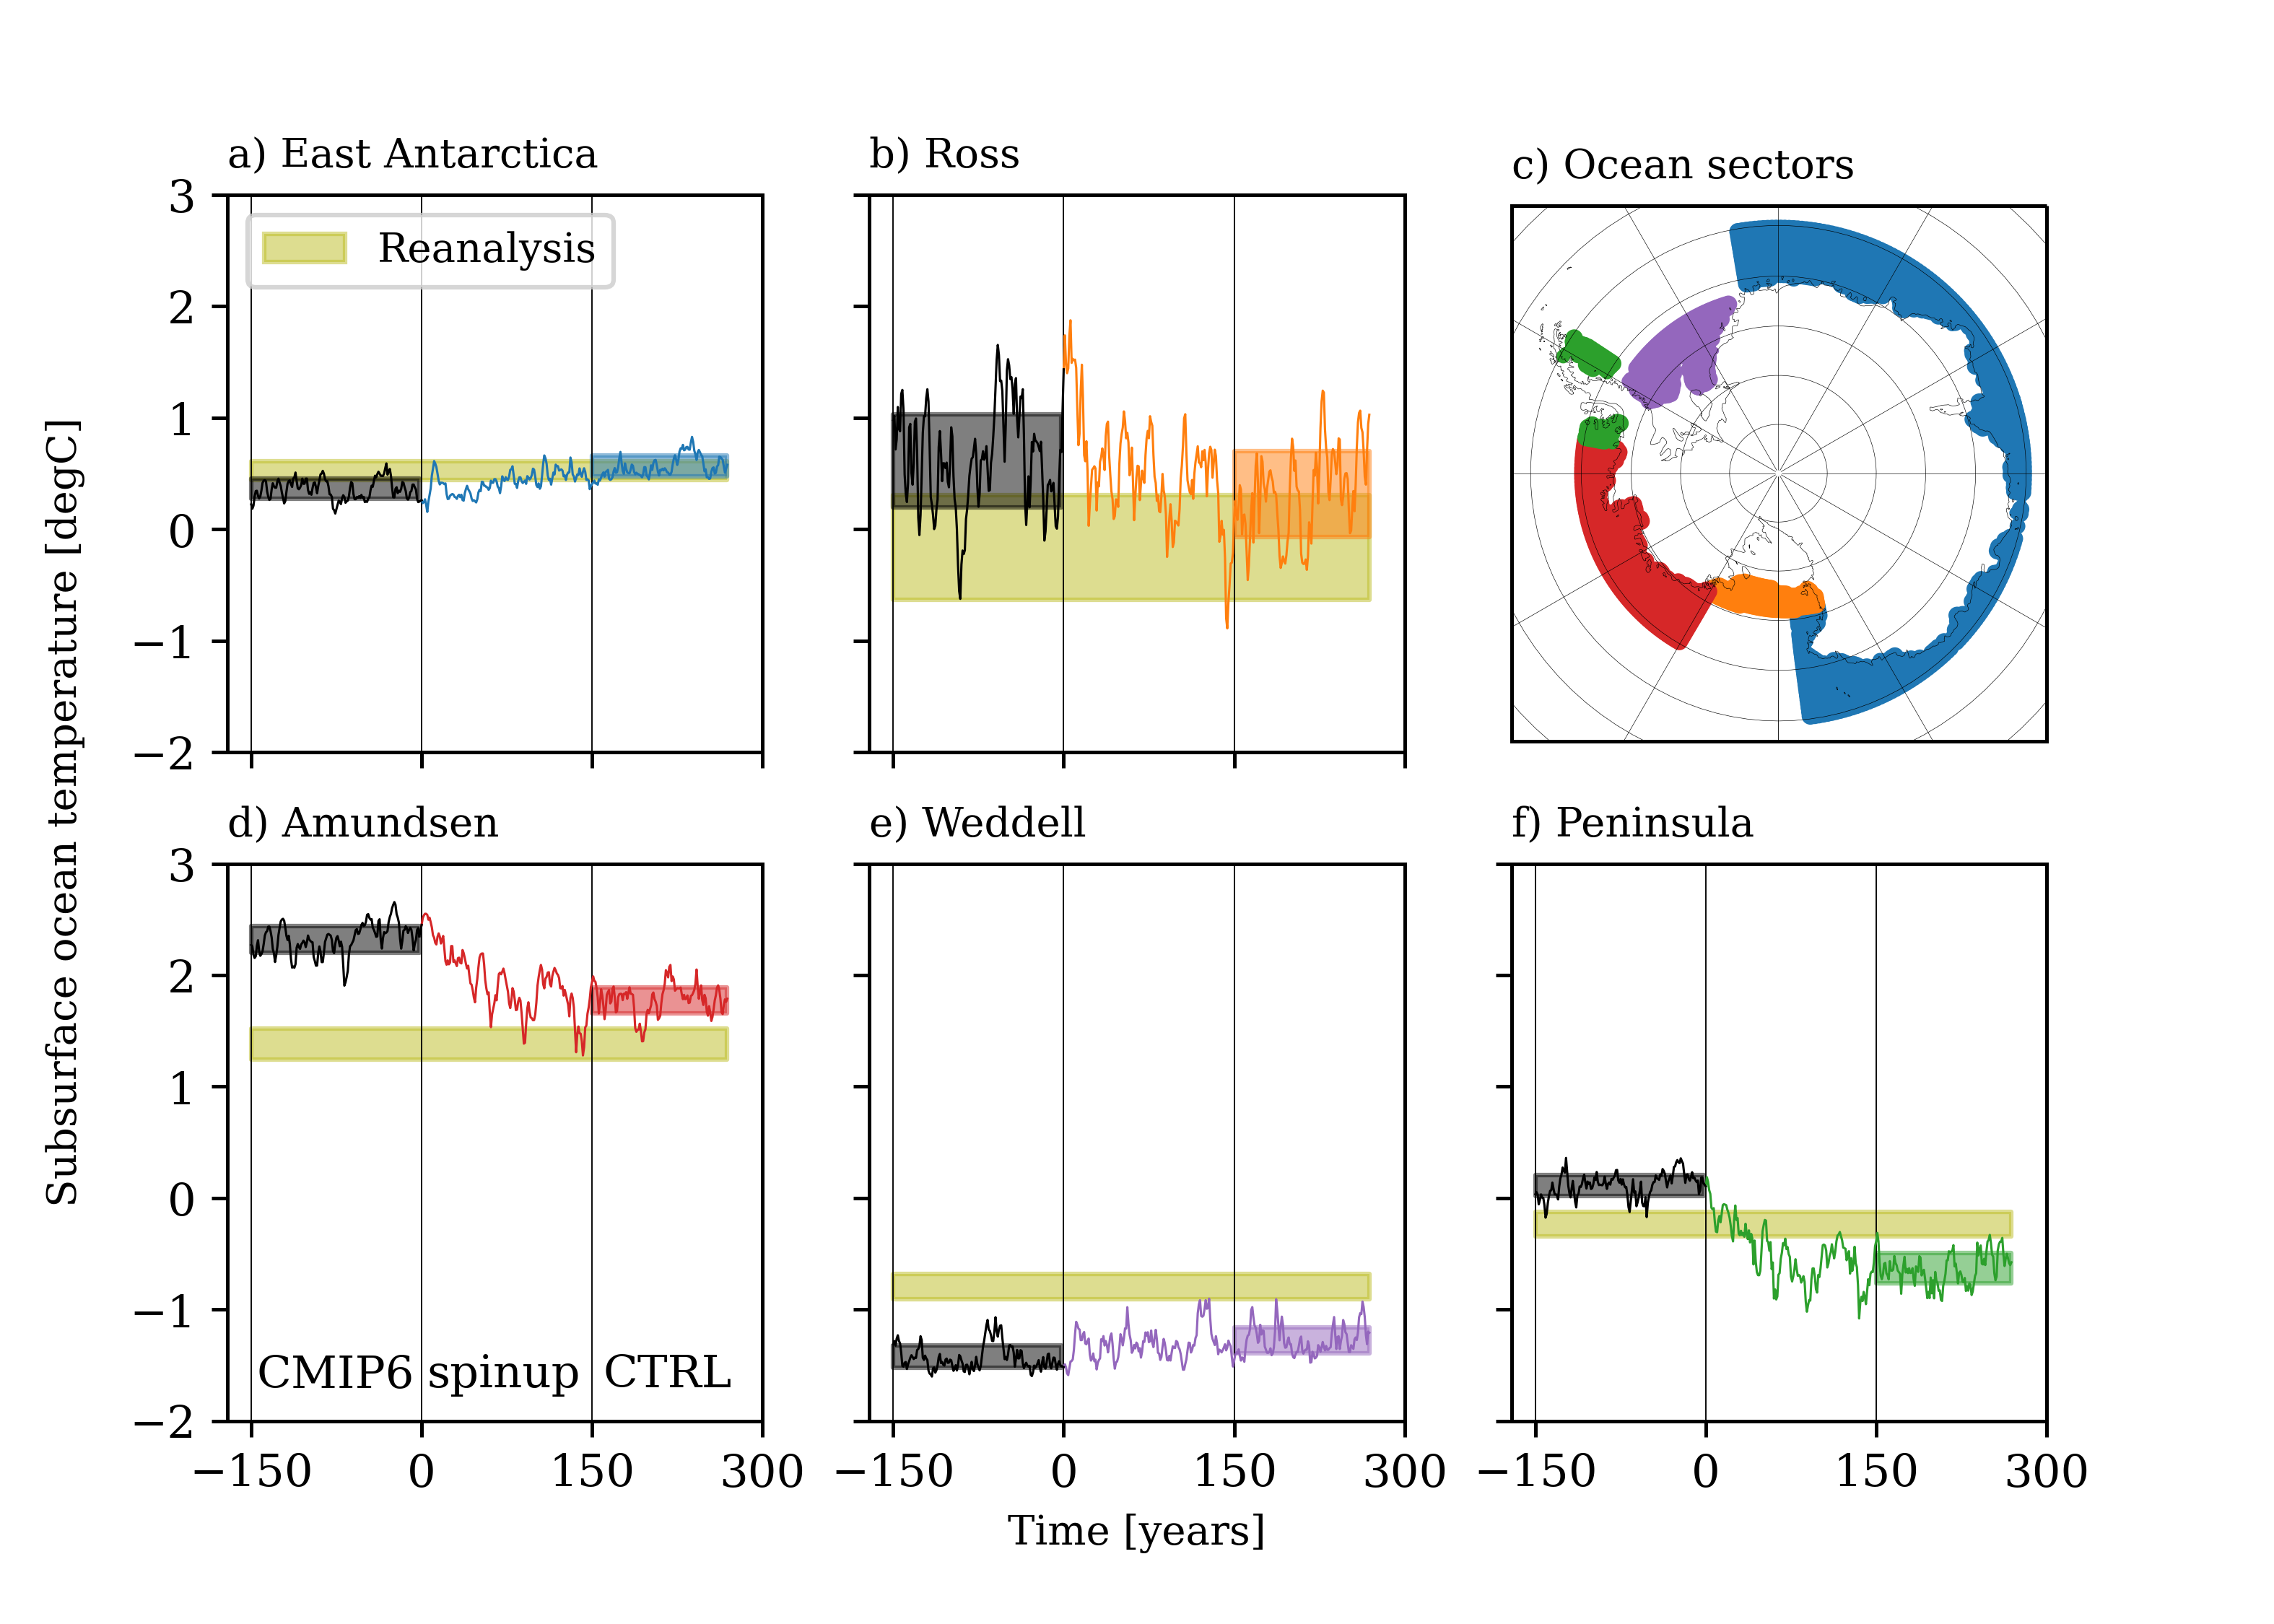 a) East Antarctica
b) Ross
c) Ocean sectors
3
2
1
0
−1
−2
Reanalysis
Subsurface ocean temperature [degC]
d) Amundsen
e) Weddell
f) Peninsula
3
2
1
0
−1
−2
CMIP6 spinup CTRL
−150 0 150 300
−150 0 150 300
−150 0 150 300
Time [years]